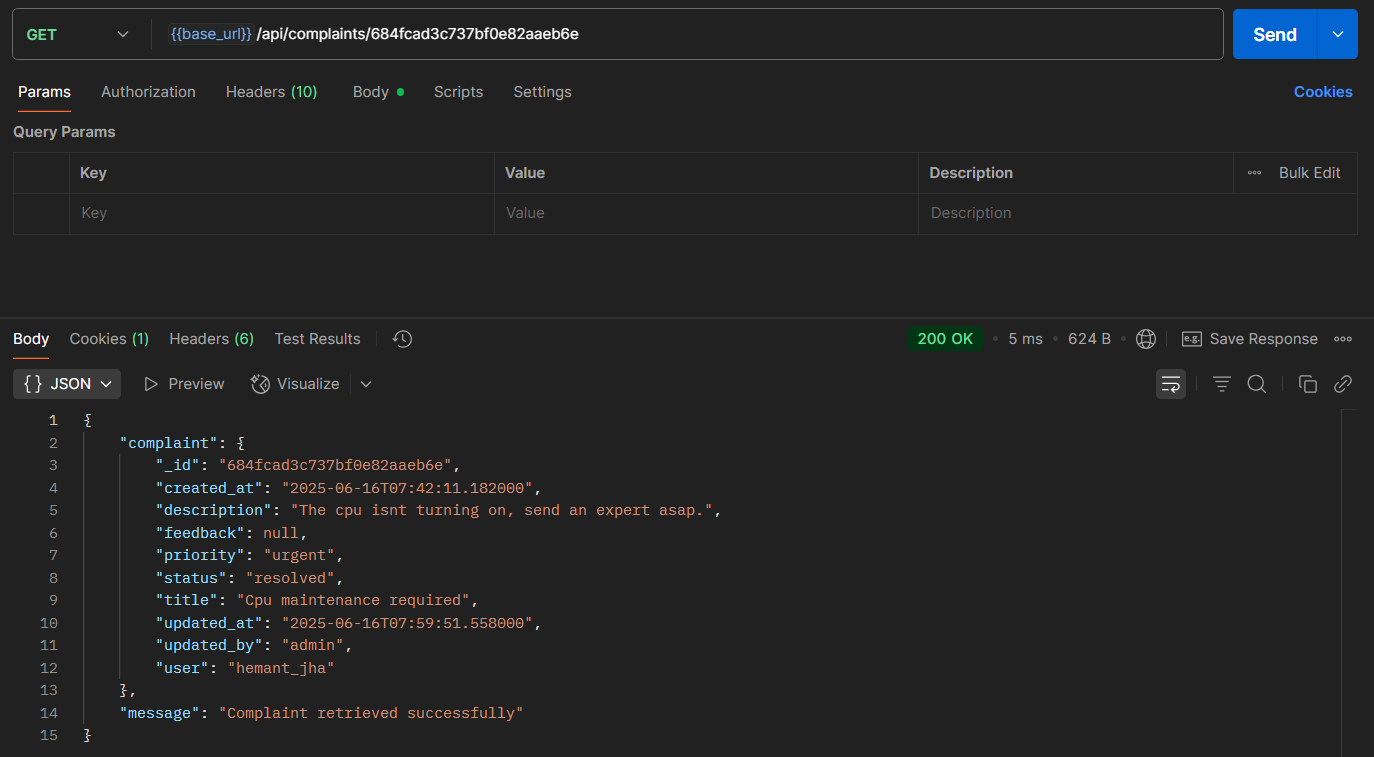 GET {{base_url}} /api/complaints/684fcad3c737bf0e82aaeb6e Send
Params Authorization Headers (10) Body Scripts Settings Cookies
Query Params
Key Value Description Bulk Edit
Key Value Description
Body Cookies (1) Headers (6) Test Results 200 OK 5 ms 624 B e.g. Save Response
{} JSON Preview Visualize
1 {
2 "complaint": {
3 "_id": "684fcad3c737bf0e82aaeb6e",
4 "created_at": "2025-06-16T07:42:11.182000",
5 "description": "The cpu isnt turning on, send an expert asap.",
6 "feedback": null,
7 "priority": "urgent",
8 "status": "resolved",
9 "title": "Cpu maintenance required",
10 "updated_at": "2025-06-16T07:59:51.558000",
11 "updated_by": "admin",
12 "user": "hemant_jha"
13 },
14 "message": "Complaint retrieved successfully"
15 }